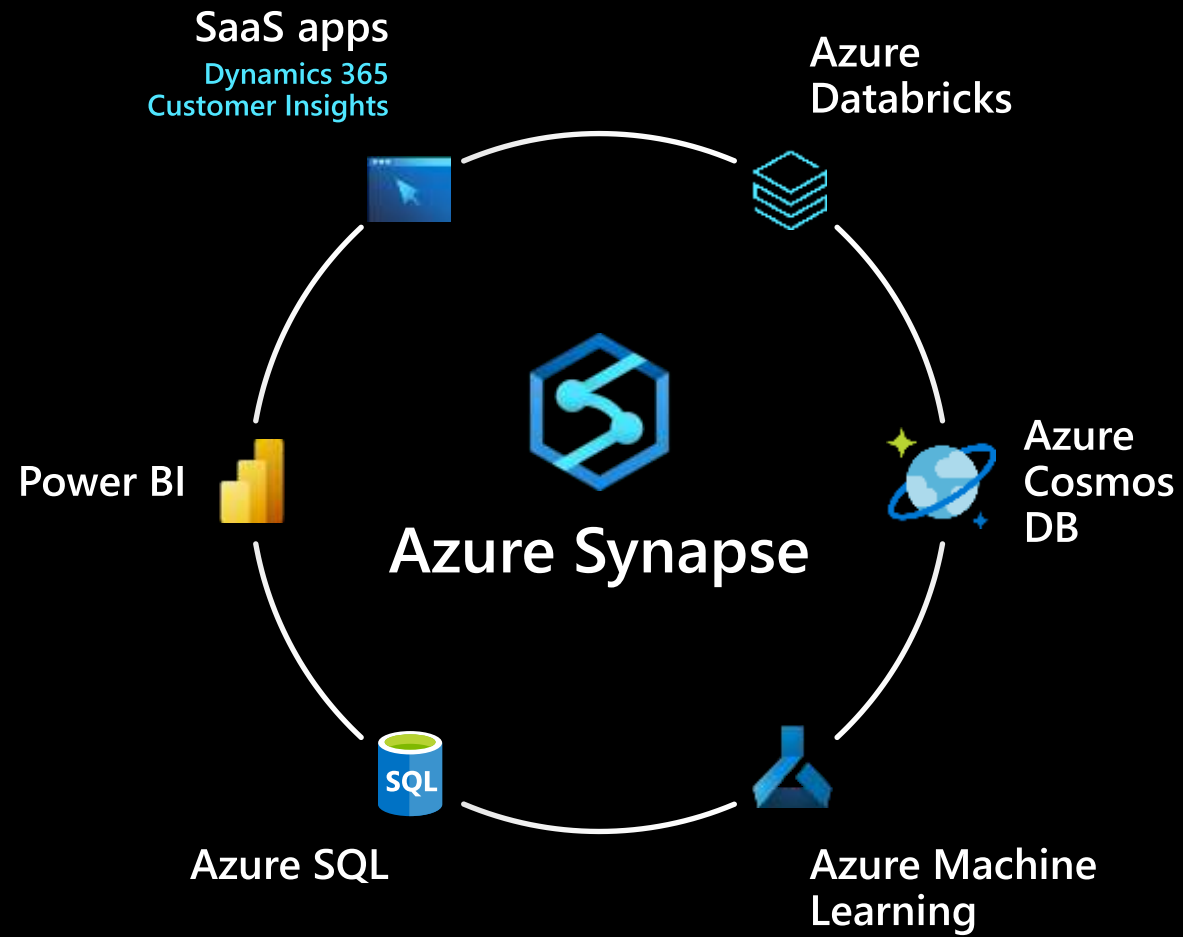 SaaS apps
Dynamics 365
Customer Insights
Azure
Databricks
Power BI
Azure Synapse
Azure
Cosmos
DB
SQL
Azure SQL
Azure Machine
Learning